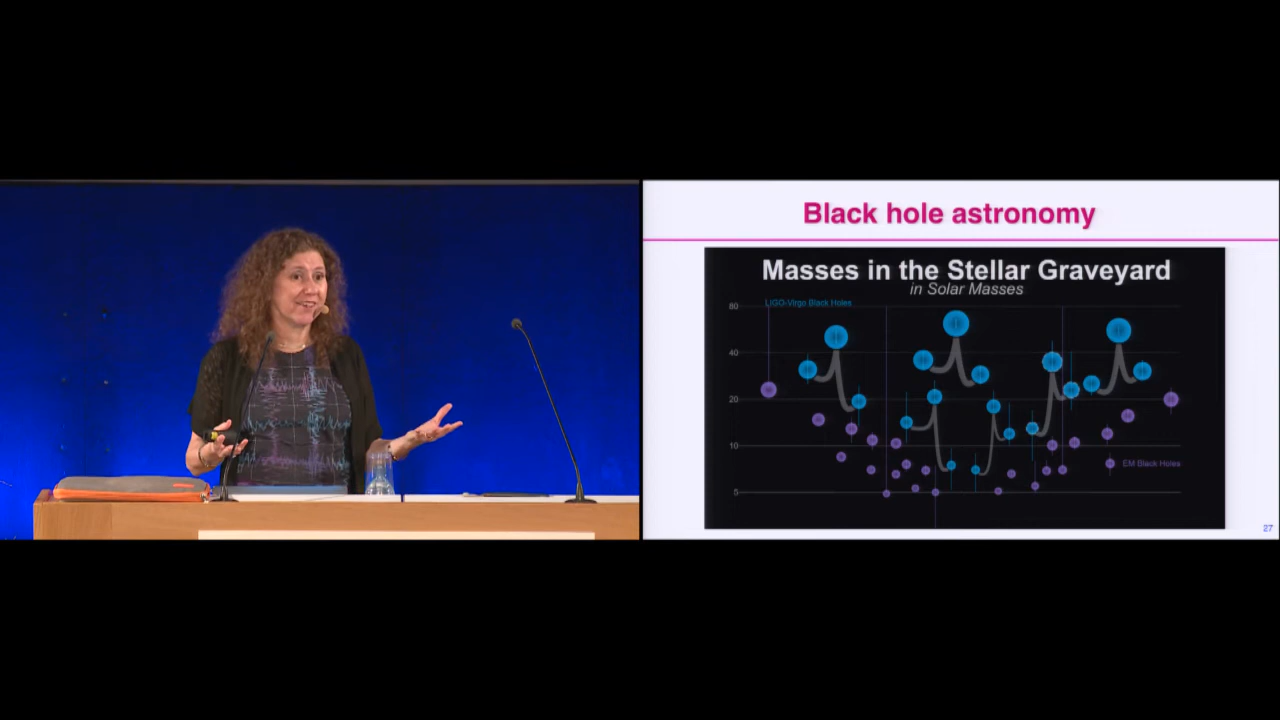 Black hole astronomy
Masses in the Stellar Graveyard
in Solar Masses
80
LIGO-Virgo Black Holes
40
20
10
EM Black Holes
5
27